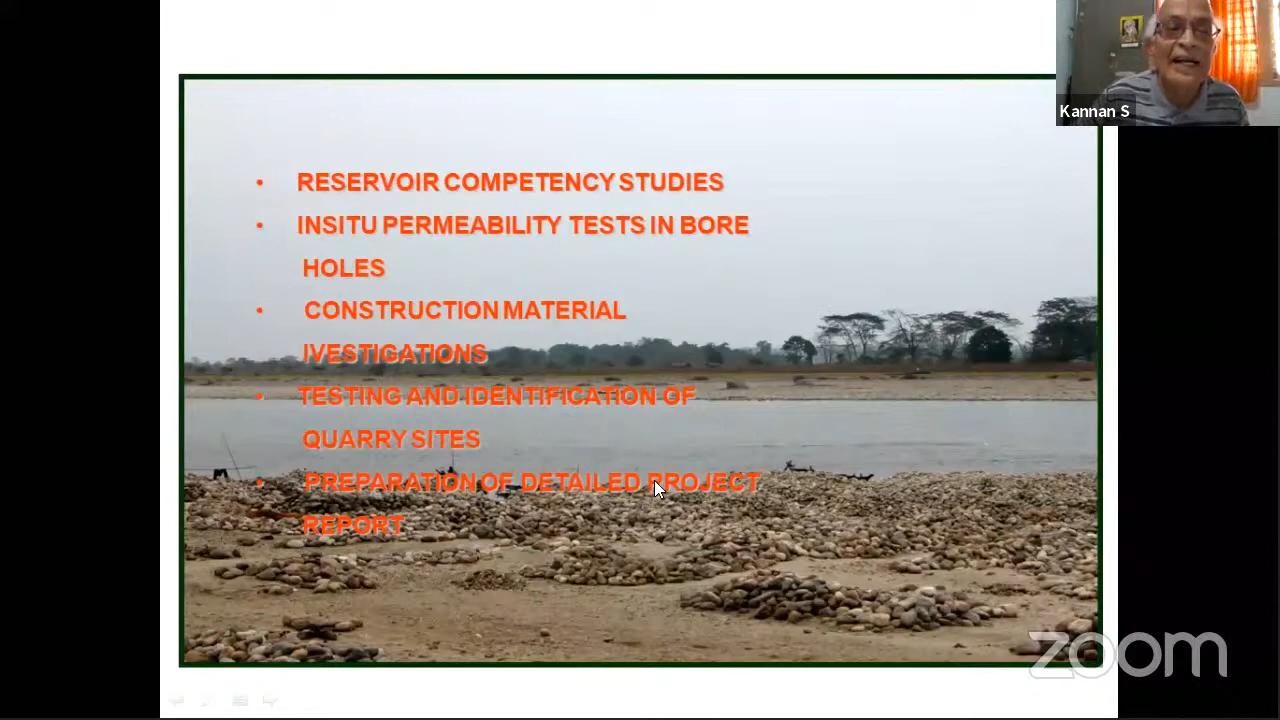 Kannan S
• RESERVOIR COMPETENCY STUDIES
• INSITU PERMEABILITY TESTS IN BORE
HOLES
• CONSTRUCTION MATERIAL
IVESTIGATIONS
• TESTING AND IDENTIFICATION OF
QUARRY SITES
• PREPARATION OF DETAILED PROJECT
REPORT
zoom